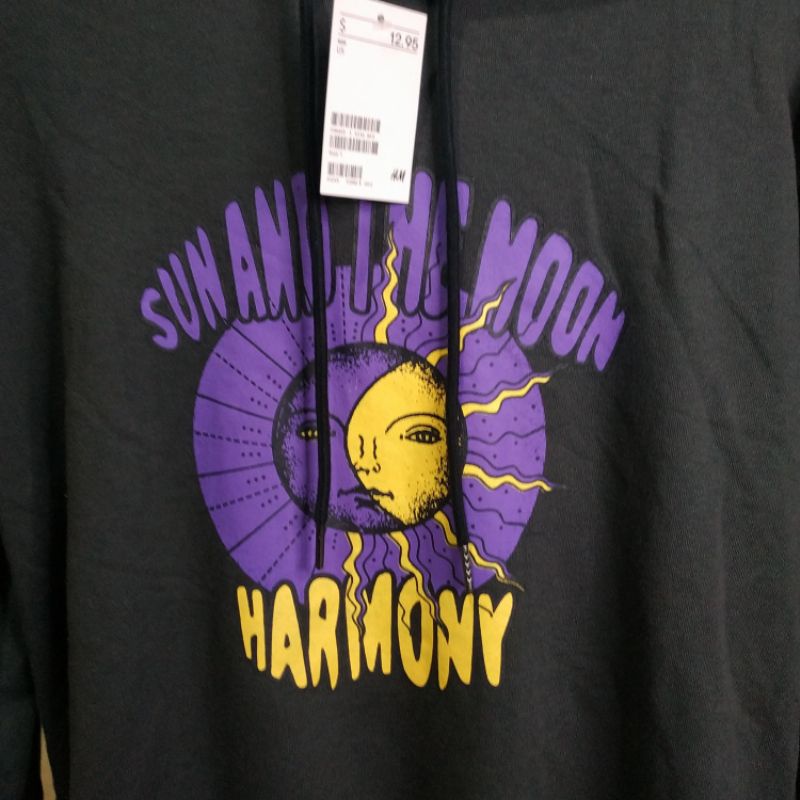 S
12.95
H&M
SUN AND THE MOON
HARMONY